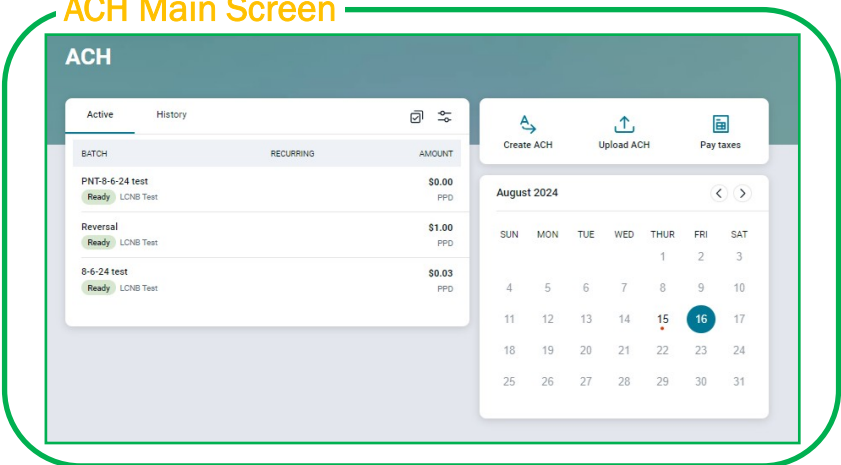 ACH Main Screen
ACH
Active History
BATCH RECURRING AMOUNT
PNT-8-6-24 test $0.00
Ready LCNB Test PPD
Reversal $1.00
Ready LCNB Test PPD
8-6-24 test $0.03
Ready LCNB Test PPD
Create ACH Upload ACH Pay taxes
August 2024
SUN MON TUE WED THUR FRI SAT
1 2 3
4 5 6 7 8 9 10
11 12 13 14 15 16 17
18 19 20 21 22 23 24
25 26 27 28 29 30 31